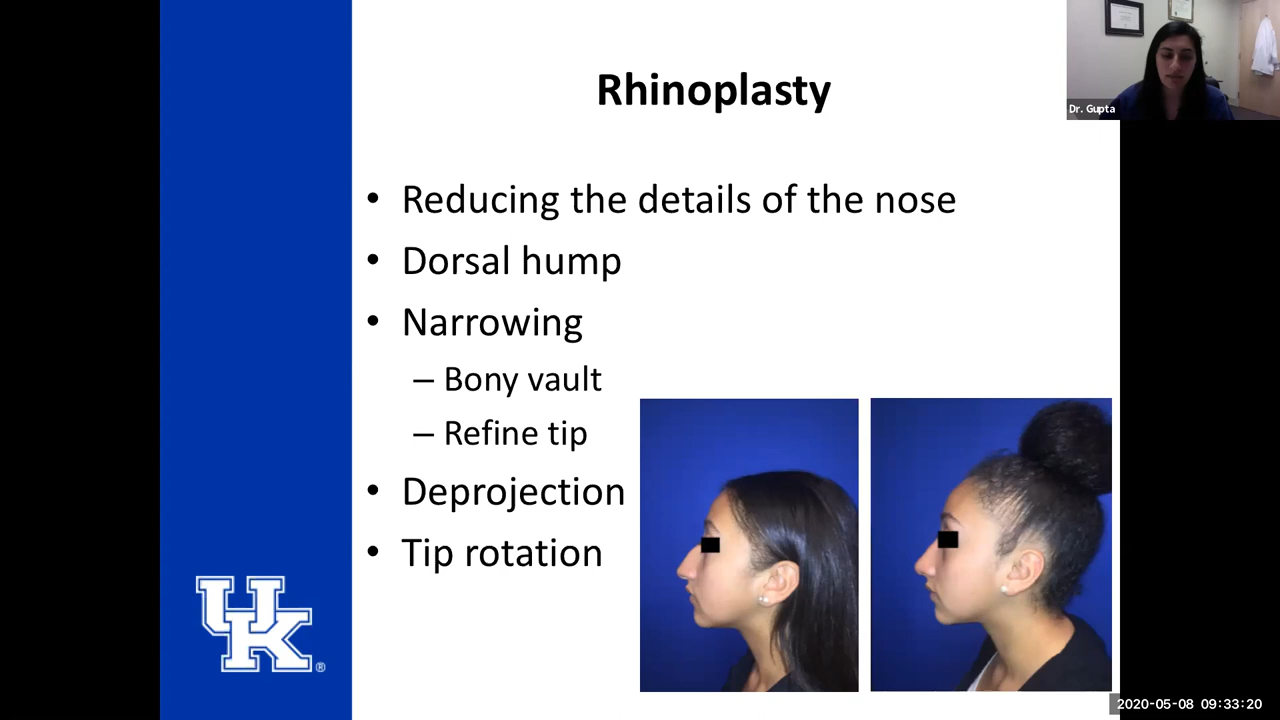 Rhinoplasty
Dr. Gupta
• Reducing the details of the nose
• Dorsal hump
• Narrowing
– Bony vault
– Refine tip
• Deprojection
• Tip rotation
UK®
2020-05-08 09:33:20